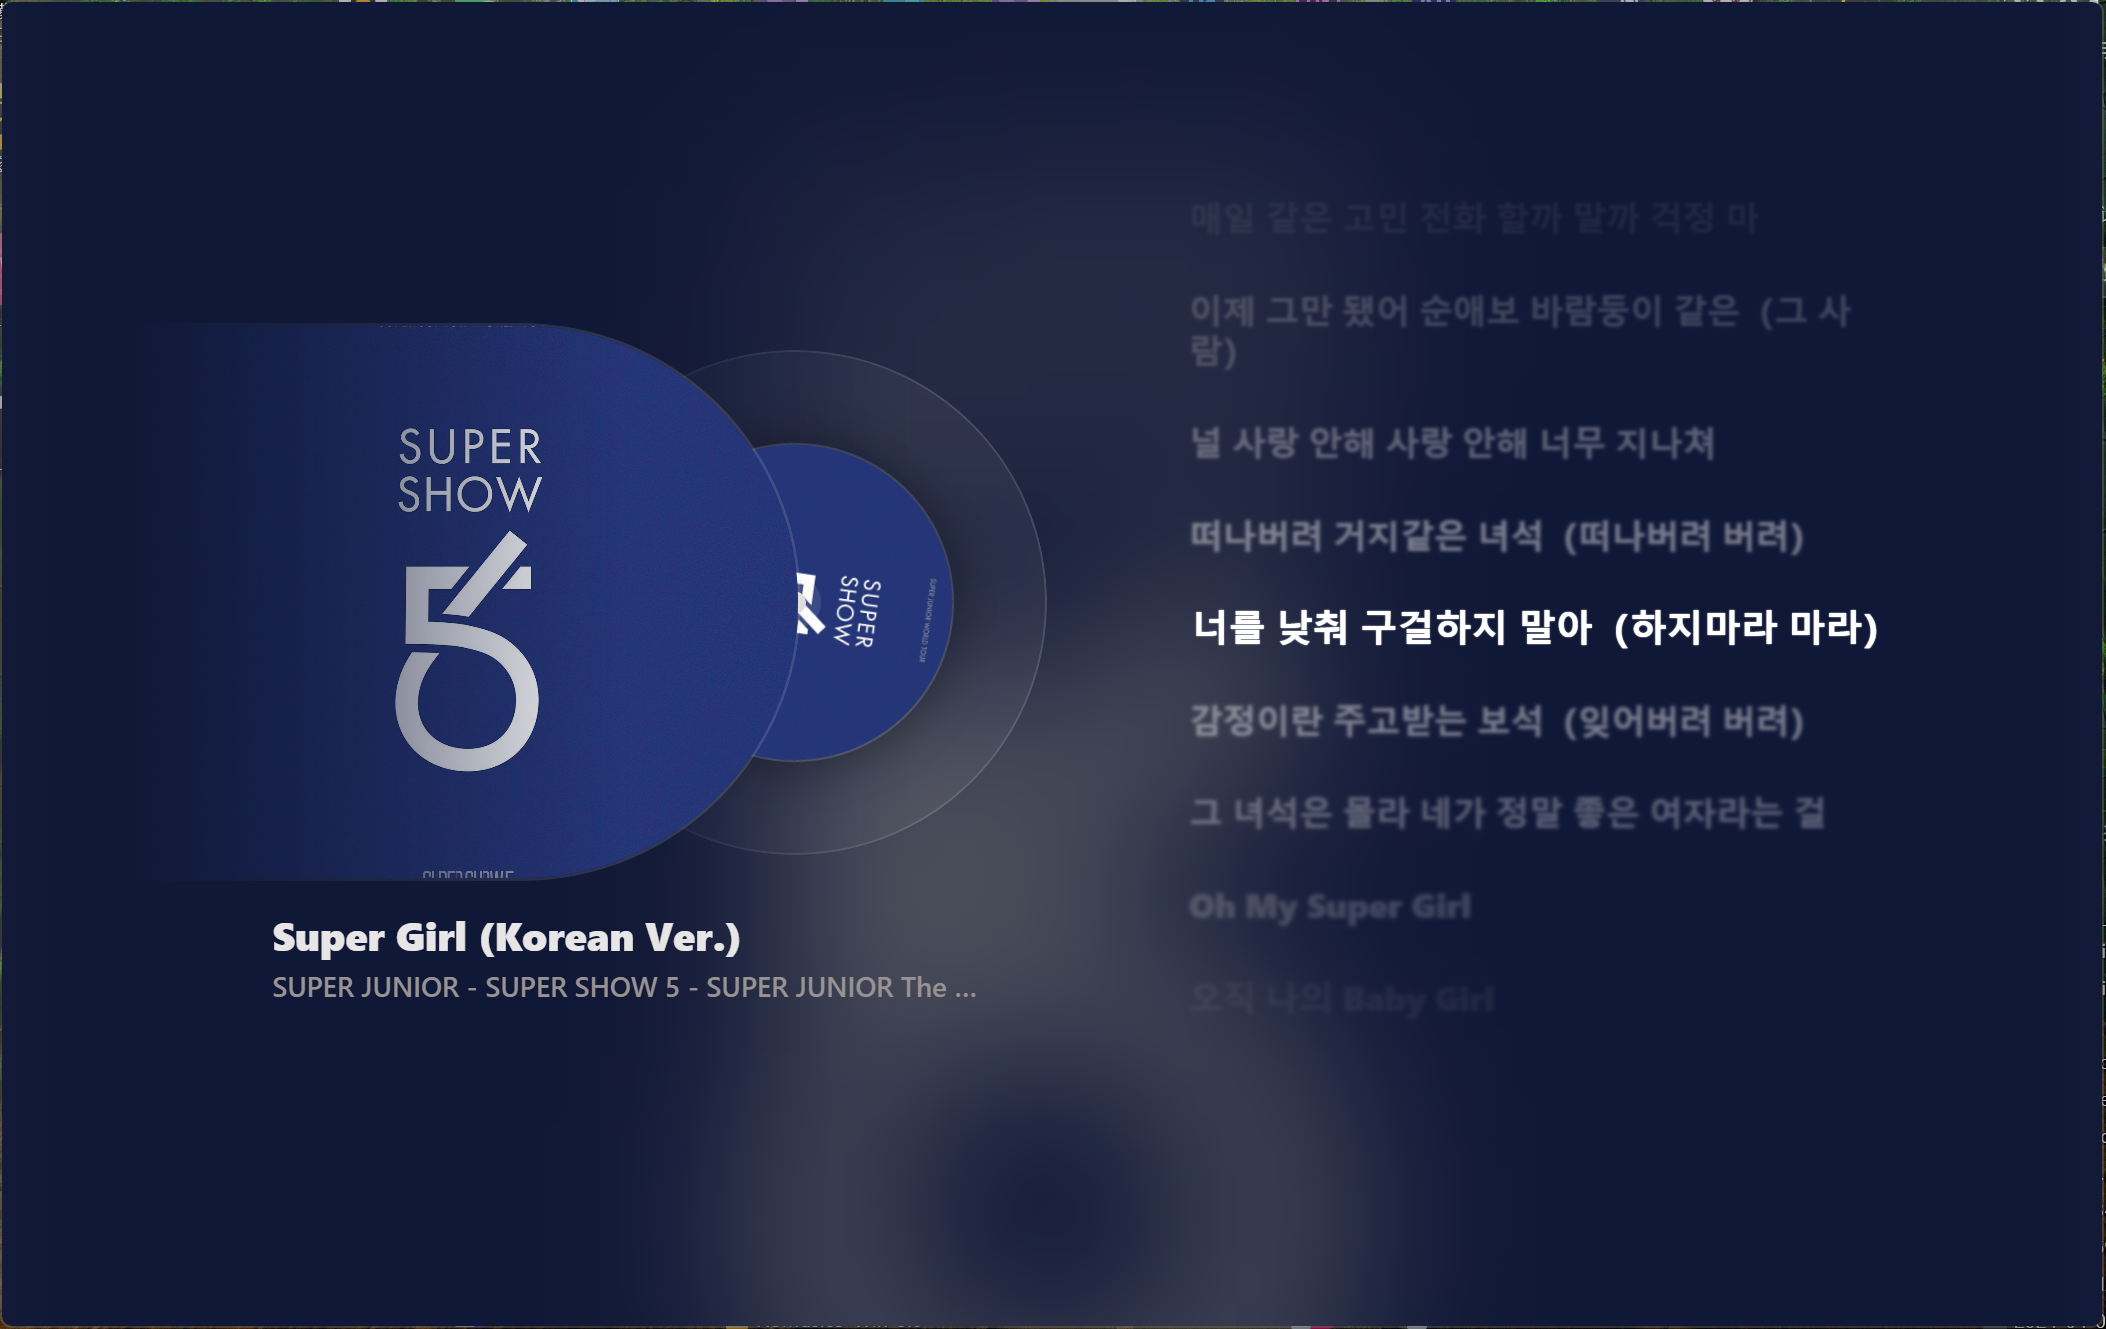 SUPER
SHOW
5
SUPER
SHOW
SUPER JUNIOR WORLD TOUR
Super Girl (Korean Ver.)
SUPER JUNIOR - SUPER SHOW 5 - SUPER JUNIOR The ...
매일 같은 고민 전화 할까 말까 걱정 마
이제 그만 됐어 순애보 바람둥이 같은 (그 사
람)
널 사랑 안해 사랑 안해 너무 지나쳐
떠나버려 거지같은 녀석 (떠나버려 버려)
너를 낮춰 구걸하지 말아 (하지마라 마라)
감정이란 주고받는 보석 (잊어버려 버려)
그 녀석은 몰라 네가 정말 좋은 여자라는 걸
Oh My Super Girl
오직 나의 Baby Girl